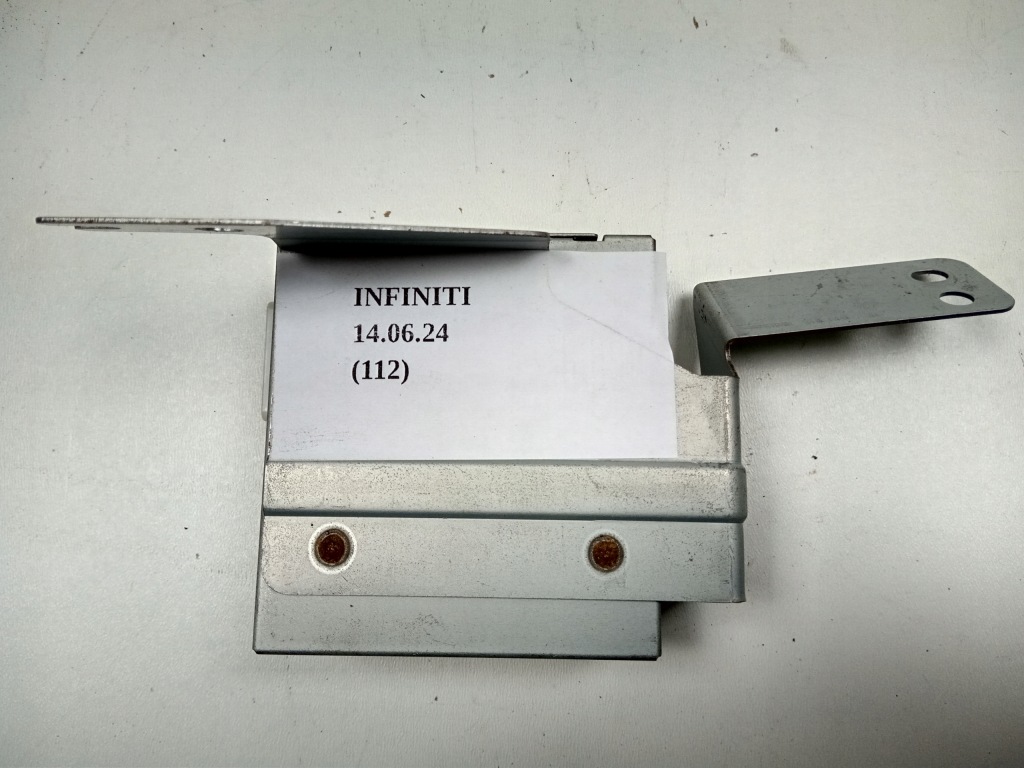 INFINITI
14.06.24
(112)